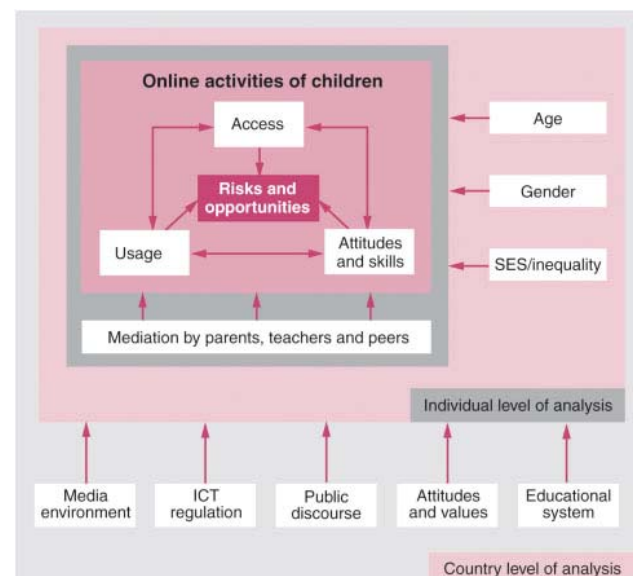 Online activities of children
Access
Age
Risks and
opportunities
Gender
Usage
Attitudes
and skills
SES/inequality
Mediation by parents, teachers and peers
Individual level of analysis
Media
environment
ICT
regulation
Public
discourse
Attitudes
and values
Educational
system
Country level of analysis